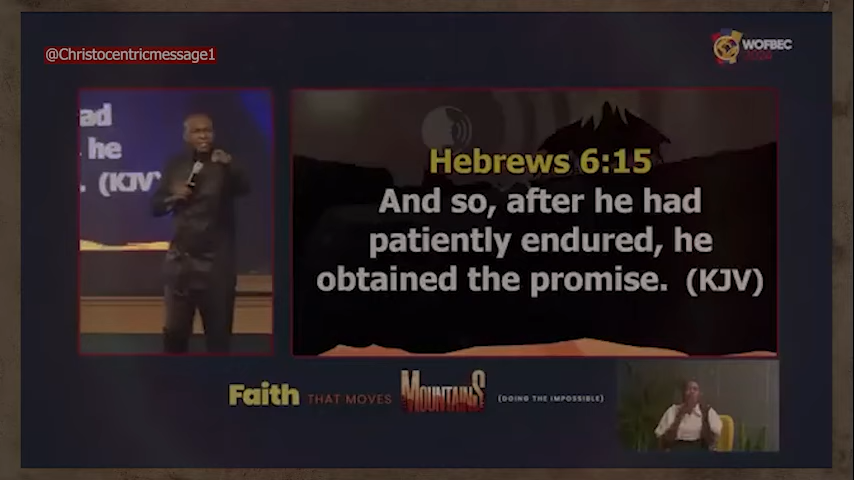 @Christocentricmessage1
WOFBEC
ad
he
. (KJV)
Hebrews 6:15
And so, after he had
patiently endured, he
obtained the promise. (KJV)
Faith THAT MOVES MOUNTAINS (DOING THE IMPOSSIBLE)